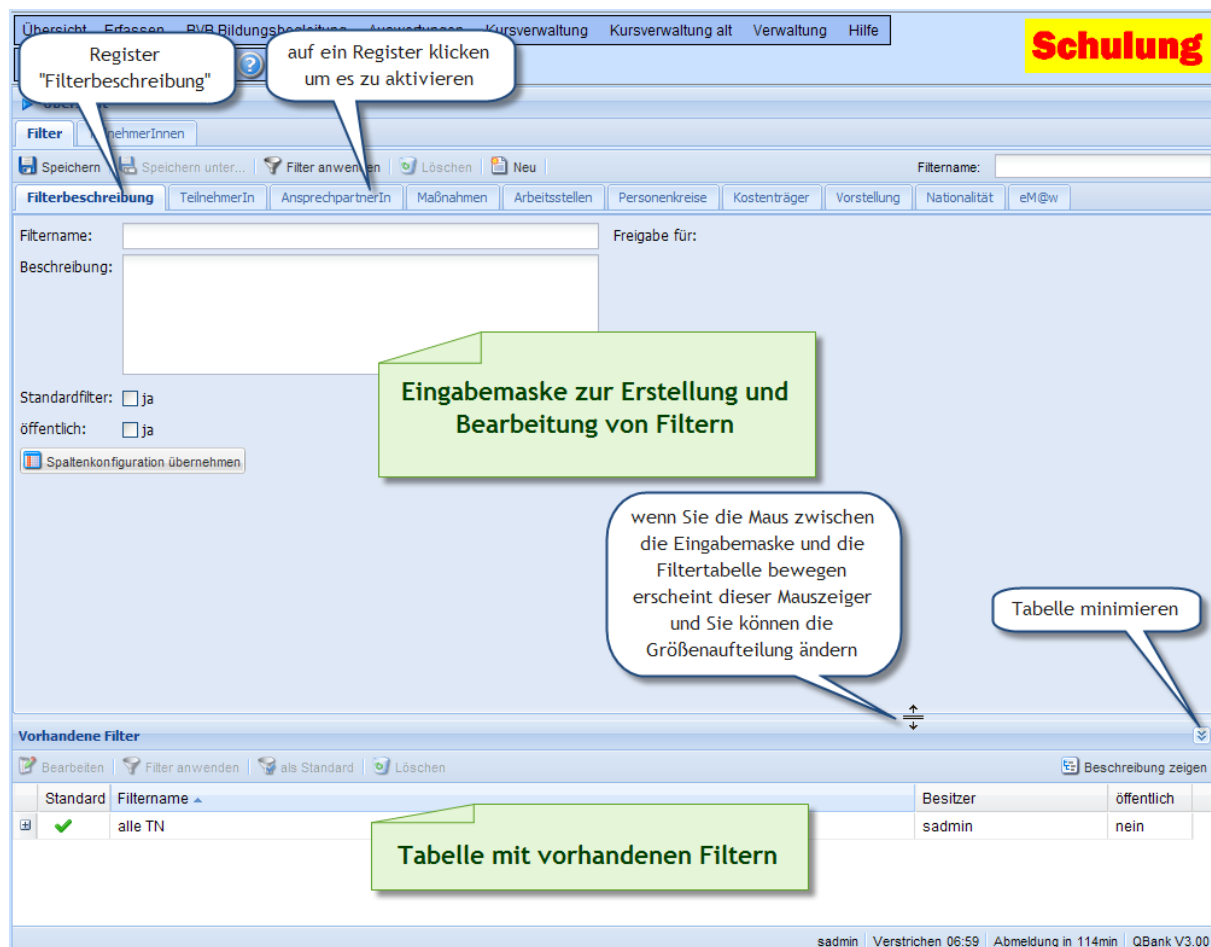 Übersicht Erfassen BVB Bildungsbegleitung Auswertungen Kursverwaltung Kursverwaltung alt Verwaltung Hilfe
Schulung
Register
"Filterbeschreibung"
auf ein Register klicken
um es zu aktivieren
Übersicht
Filter TeilnehmerInnen
Speichern Speichern unter... Filter anwenden Löschen Neu Filtername:
Filterbeschreibung TeilnehmerIn AnsprechpartnerIn Maßnahmen Arbeitsstellen Personenkreise Kostenträger Vorstellung Nationalität eM@w
Filtername: Freigabe für:
Beschreibung:
Eingabemaske zur Erstellung und
Bearbeitung von Filtern
Standardfilter: ja
öffentlich: ja
Spaltenkonfiguration übernehmen
wenn Sie die Maus zwischen
die Eingabemaske und die
Filtertabelle bewegen
erscheint dieser Mauszeiger
und Sie können die
Größenaufteilung ändern
Tabelle minimieren
Vorhandene Filter
Bearbeiten Filter anwenden als Standard Löschen Beschreibung zeigen
Standard Filtername Besitzer öffentlich
alle TN sadmin nein
Tabelle mit vorhandenen Filtern
sadmin Verstrichen 06:59 Abmeldung in 114min QBank V3.00